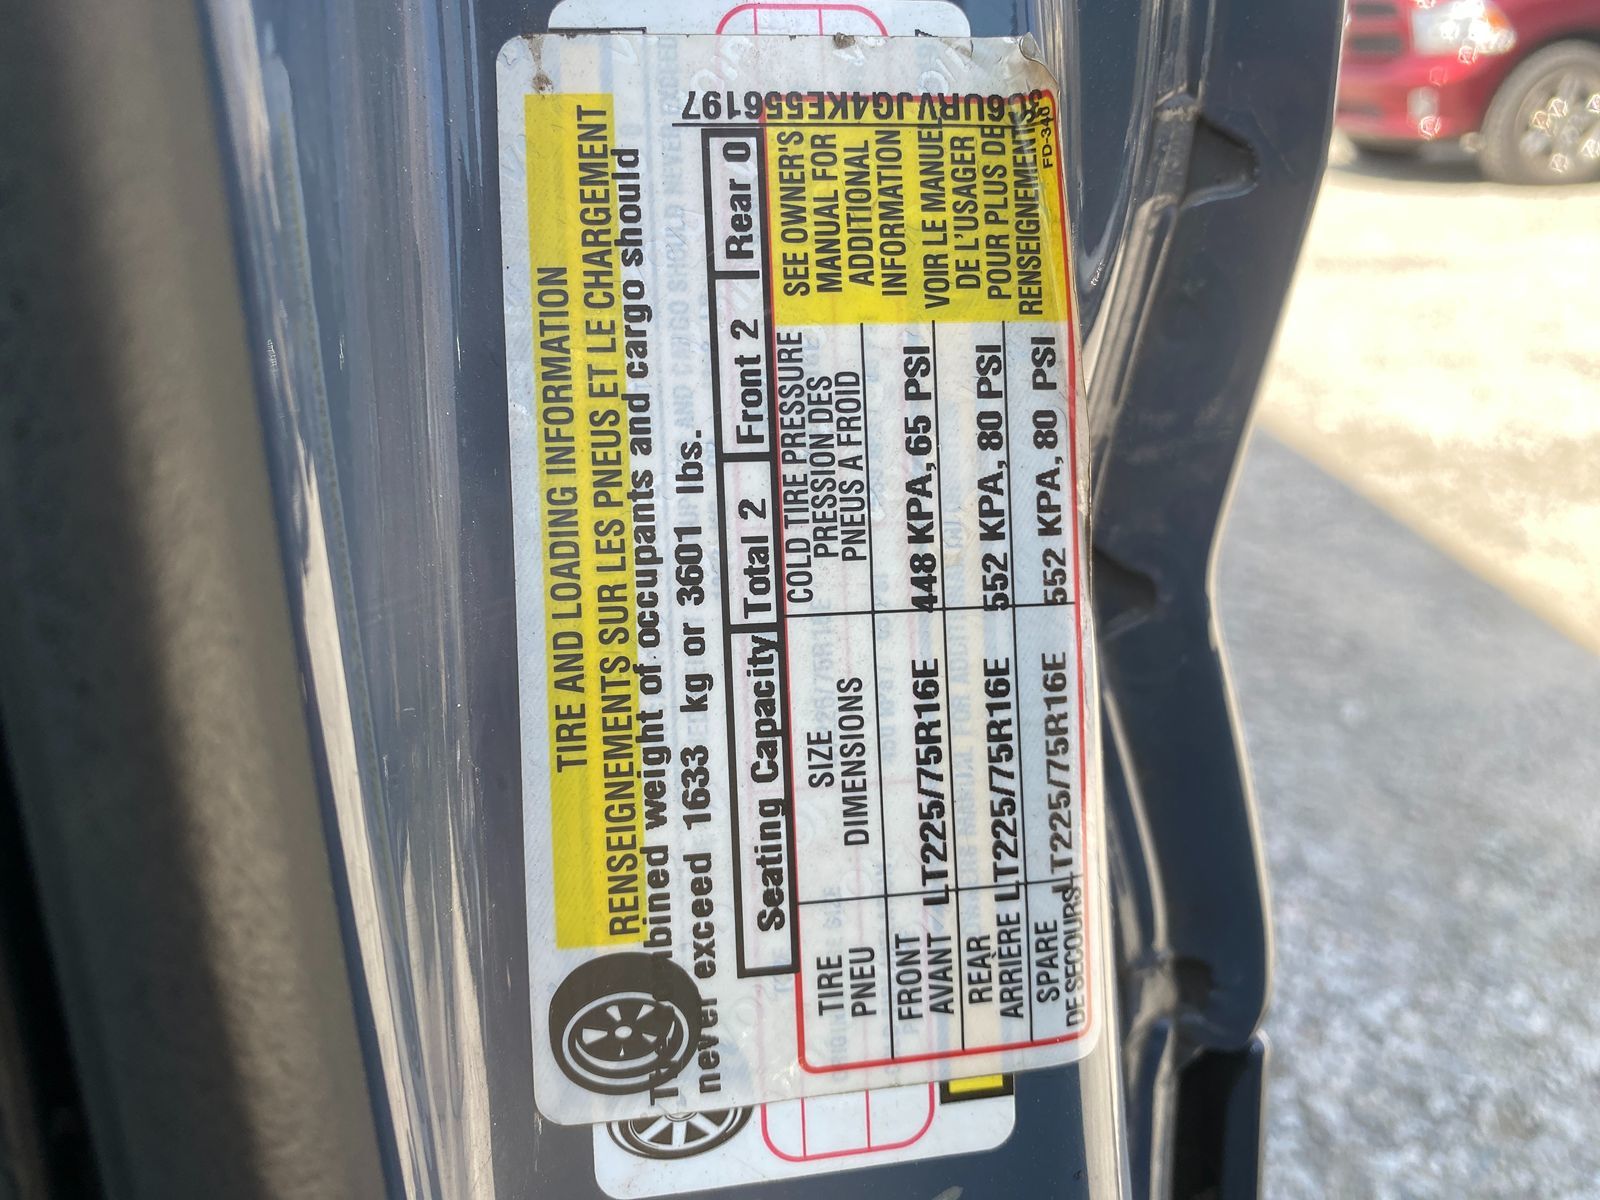 TIRE AND LOADING INFORMATION
RENSEIGNEMENTS SUR LES PNEUS ET LE CHARGEMENT
weight of occupants and cargo should
never exceed 1633 kg or 3601 lbs.
Seating Capacity Total 2 Front 2 Rear 0
6URVJG4KE556197
TIRE
PNEU
SIZE
DIMENSIONS
COLD TIRE PRESSURE
PRESSION DES
PNEUS A FROID
SEE OWNER'S
MANUAL FOR
ADDITIONAL
INFORMATION
VOIR LE MANUEL
DE L'USAGER
POUR PLUS DE
RENSEIGNEMENTS
FRONT
AVANT
LT225/75R16E
448 KPA, 65 PSI
REAR
ARRIÈRE
LT225/75R16E
552 KPA, 80 PSI
SPARE
DE SECOURS
LT225/75R16E
552 KPA, 80 PSI